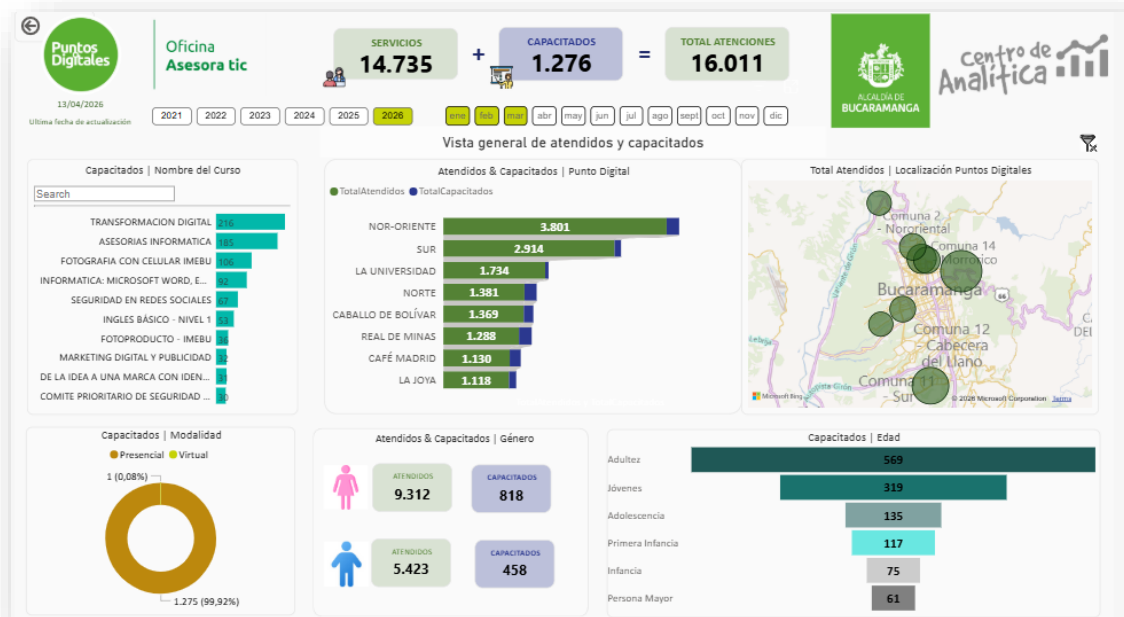 Puntos
Digitales
Oficina
Asesora tic
13/04/2026
Ultima fecha de actualización
SERVICIOS
14.735
+
CAPACITADOS
1.276
=
TOTAL ATENCIONES
16.011
ALCALDÍA DE
BUCARAMANGA
Centro de
Analítica
2021 2022 2023 2024 2025 2026
ene feb mar abr may jun jul ago sept oct nov dic
Vista general de atendidos y capacitados
Capacitados | Nombre del Curso
Search
TRANSFORMACION DIGITAL 216
ASESORIAS INFORMATICA 185
FOTOGRAFIA CON CELULAR IMEBU 106
INFORMATICA: MICROSOFT WORD, E... 92
SEGURIDAD EN REDES SOCIALES 67
INGLES BÁSICO - NIVEL 1 53
FOTOPRODUCTO - IMEBU 36
MARKETING DIGITAL Y PUBLICIDAD 32
DE LA IDEA A UNA MARCA CON IDEN... 31
COMITE PRIORITARIO DE SEGURIDAD ... 30
Atendidos & Capacitados | Punto Digital
TotalAtendidos TotalCapacitados
NOR-ORIENTE 3.801
SUR 2.914
LA UNIVERSIDAD 1.734
NORTE 1.381
CABALLO DE BOLÍVAR 1.369
REAL DE MINAS 1.288
CAFÉ MADRID 1.130
LA JOYA 1.118
Total Atendidos | Localización Puntos Digitales
Comuna 2
- Nororiental
Comuna 14
Morrorico
Bucaramanga
66
Comuna 12
- Cabecera
del Llano
Comuna 11
- Sur
Lebrija
Girón
DEL
Microsoft Bing
© 2026 Microsoft Corporation Terms
Capacitados | Modalidad
Presencial Virtual
1 (0,08%)
1.275 (99,92%)
Atendidos & Capacitados | Género
ATENDIDOS
9.312
CAPACITADOS
818
ATENDIDOS
5.423
CAPACITADOS
458
Capacitados | Edad
Adultez 569
Jóvenes 319
Adolescencia 135
Primera Infancia 117
Infancia 75
Persona Mayor 61